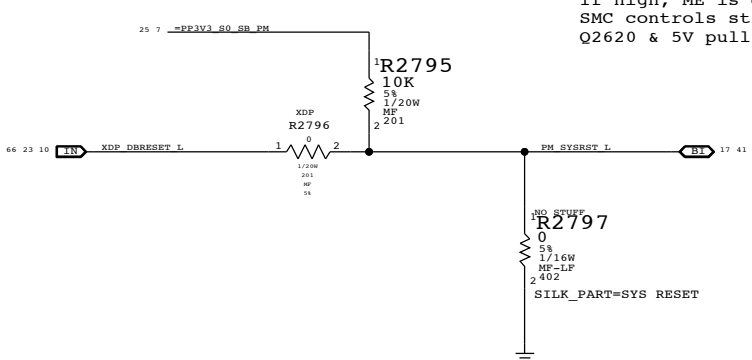 If high, ME is
SMC controls st
Q2620 & 5V pull
25 7 =PP3V3_S0_SB_PM
1
R2795
10K
5%
1/20W
MF
201
2
XDP
R2796
0
1 2
1/20W
201
MF
5%
66 23 10 IN XDP_DBRESET_L
PM_SYSRST_L BI 17 41
NO STUFF
1
R2797
0
5%
1/16W
MF-LF
402
2
SILK_PART=SYS RESET